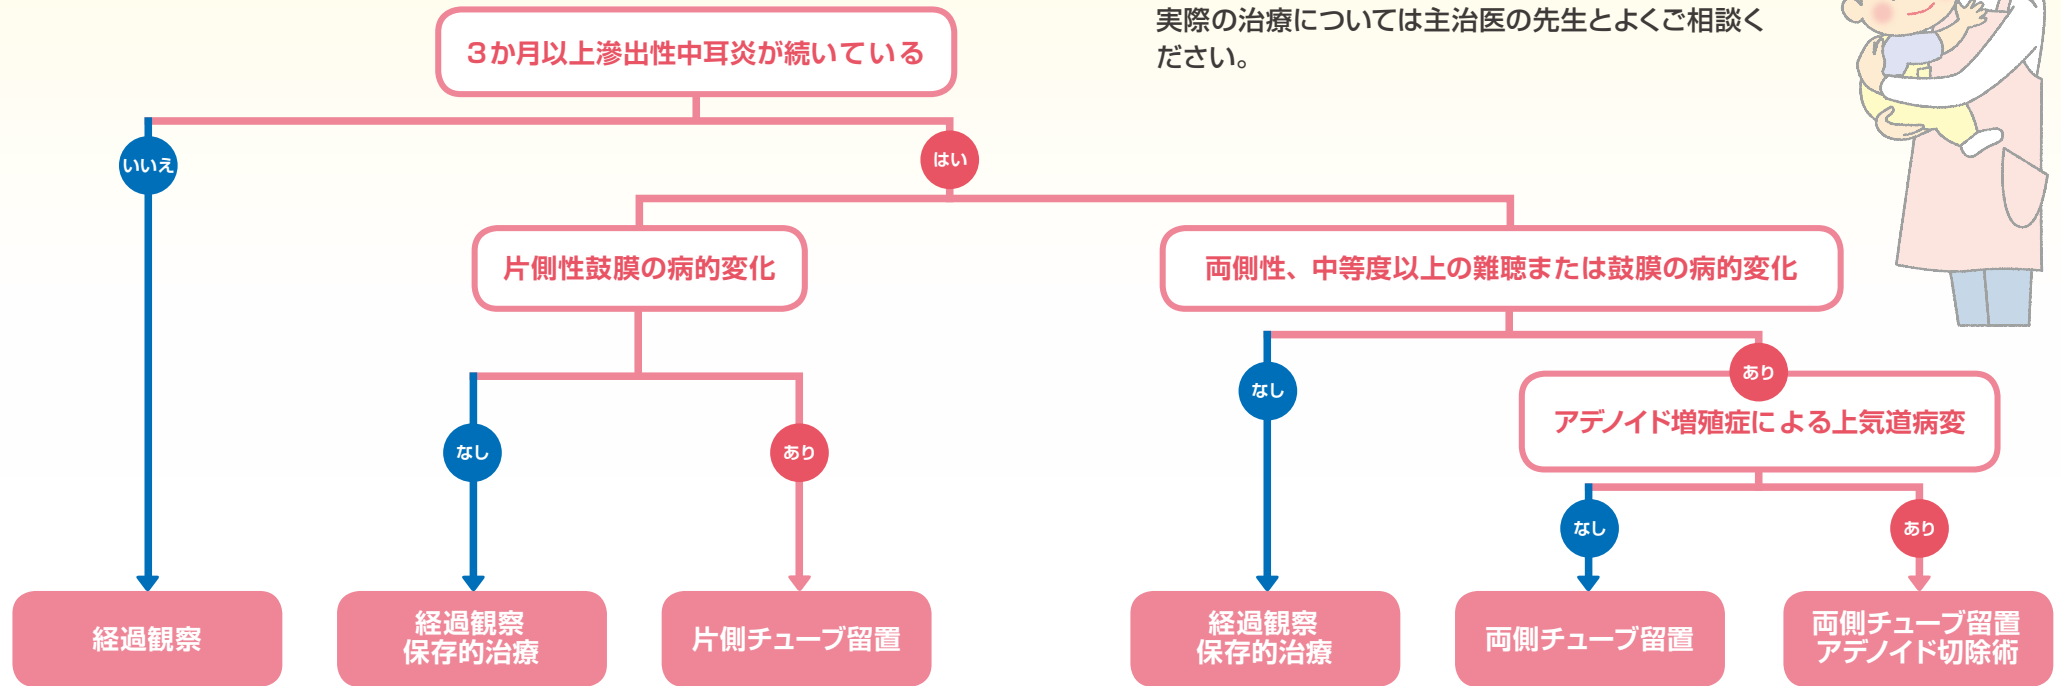 実際の治療については主治医の先生とよくご相談く
ださい。
３か月以上滲出性中耳炎が続いている
いいえ
はい
片側性鼓膜の病的変化
両側性、中等度以上の難聴または鼓膜の病的変化
なし
あり
なし
あり
アデノイド増殖症による上気道病変
なし
あり
経過観察
経過観察
保存的治療
片側チューブ留置
経過観察
保存的治療
両側チューブ留置
両側チューブ留置
アデノイド切除術